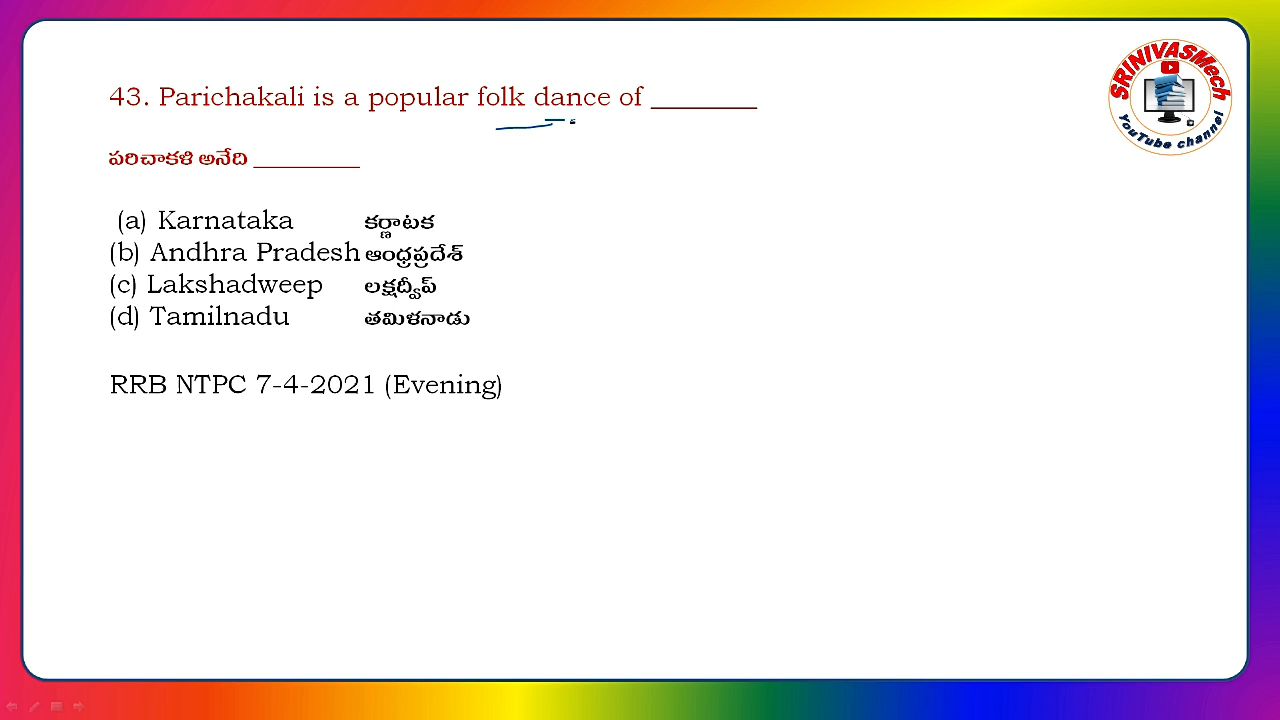 SRINIVASMech
YouTube channel
43. Parichakali is a popular folk dance of ________
పరిచాకళి అనేది __________
(a) Karnataka కర్ణాటక
(b) Andhra Pradesh ఆంధ్రప్రదేశ్
(c) Lakshadweep లక్షద్వీప్
(d) Tamilnadu తమిళనాడు
RRB NTPC 7-4-2021 (Evening)